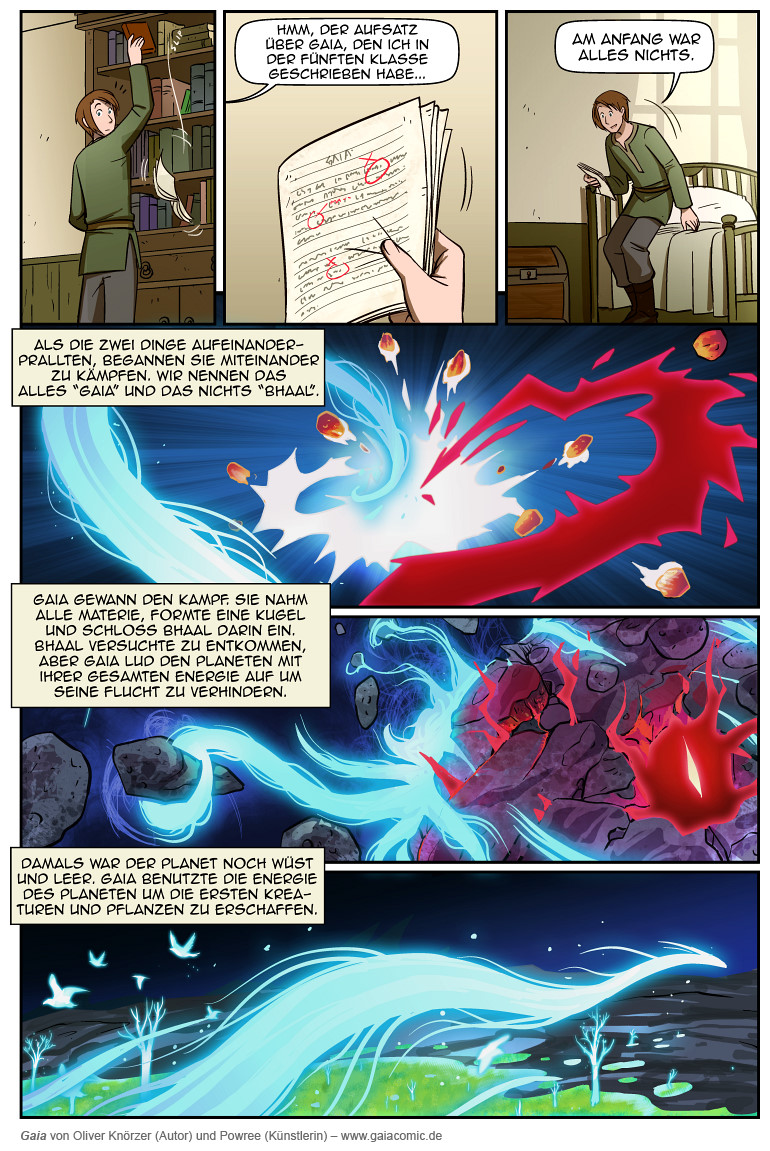 HMM, DER AUFSATZ
ÜBER GAIA, DEN ICH IN
DER FÜNFTEN KLASSE
GESCHRIEBEN HABE...
AM ANFANG WAR
ALLES NICHTS.
SLIP
GAIA
ALS DIE ZWEI DINGE AUFEINANDER-
PRALLTEN, BEGANNEN SIE MITEINANDER
ZU KÄMPFEN. WIR NENNEN DAS
ALLES "GAIA" UND DAS NICHTS "BHAAL".
GAIA GEWANN DEN KAMPF. SIE NAHM
ALLE MATERIE, FORMTE EINE KUGEL
UND SCHLOSS BHAAL DARIN EIN.
BHAAL VERSUCHTE ZU ENTKOMMEN,
ABER GAIA LUD DEN PLANETEN MIT
IHRER GESAMTEN ENERGIE AUF UM
SEINE FLUCHT ZU VERHINDERN.
DAMALS WAR DER PLANET NOCH WÜST
UND LEER. GAIA BENUTZTE DIE ENERGIE
DES PLANETEN UM DIE ERSTEN KREA-
TUREN UND PFLANZEN ZU ERSCHAFFEN.
Gaia von Oliver Knörzer (Autor) und Powree (Künstlerin) – www.gaiacomic.de